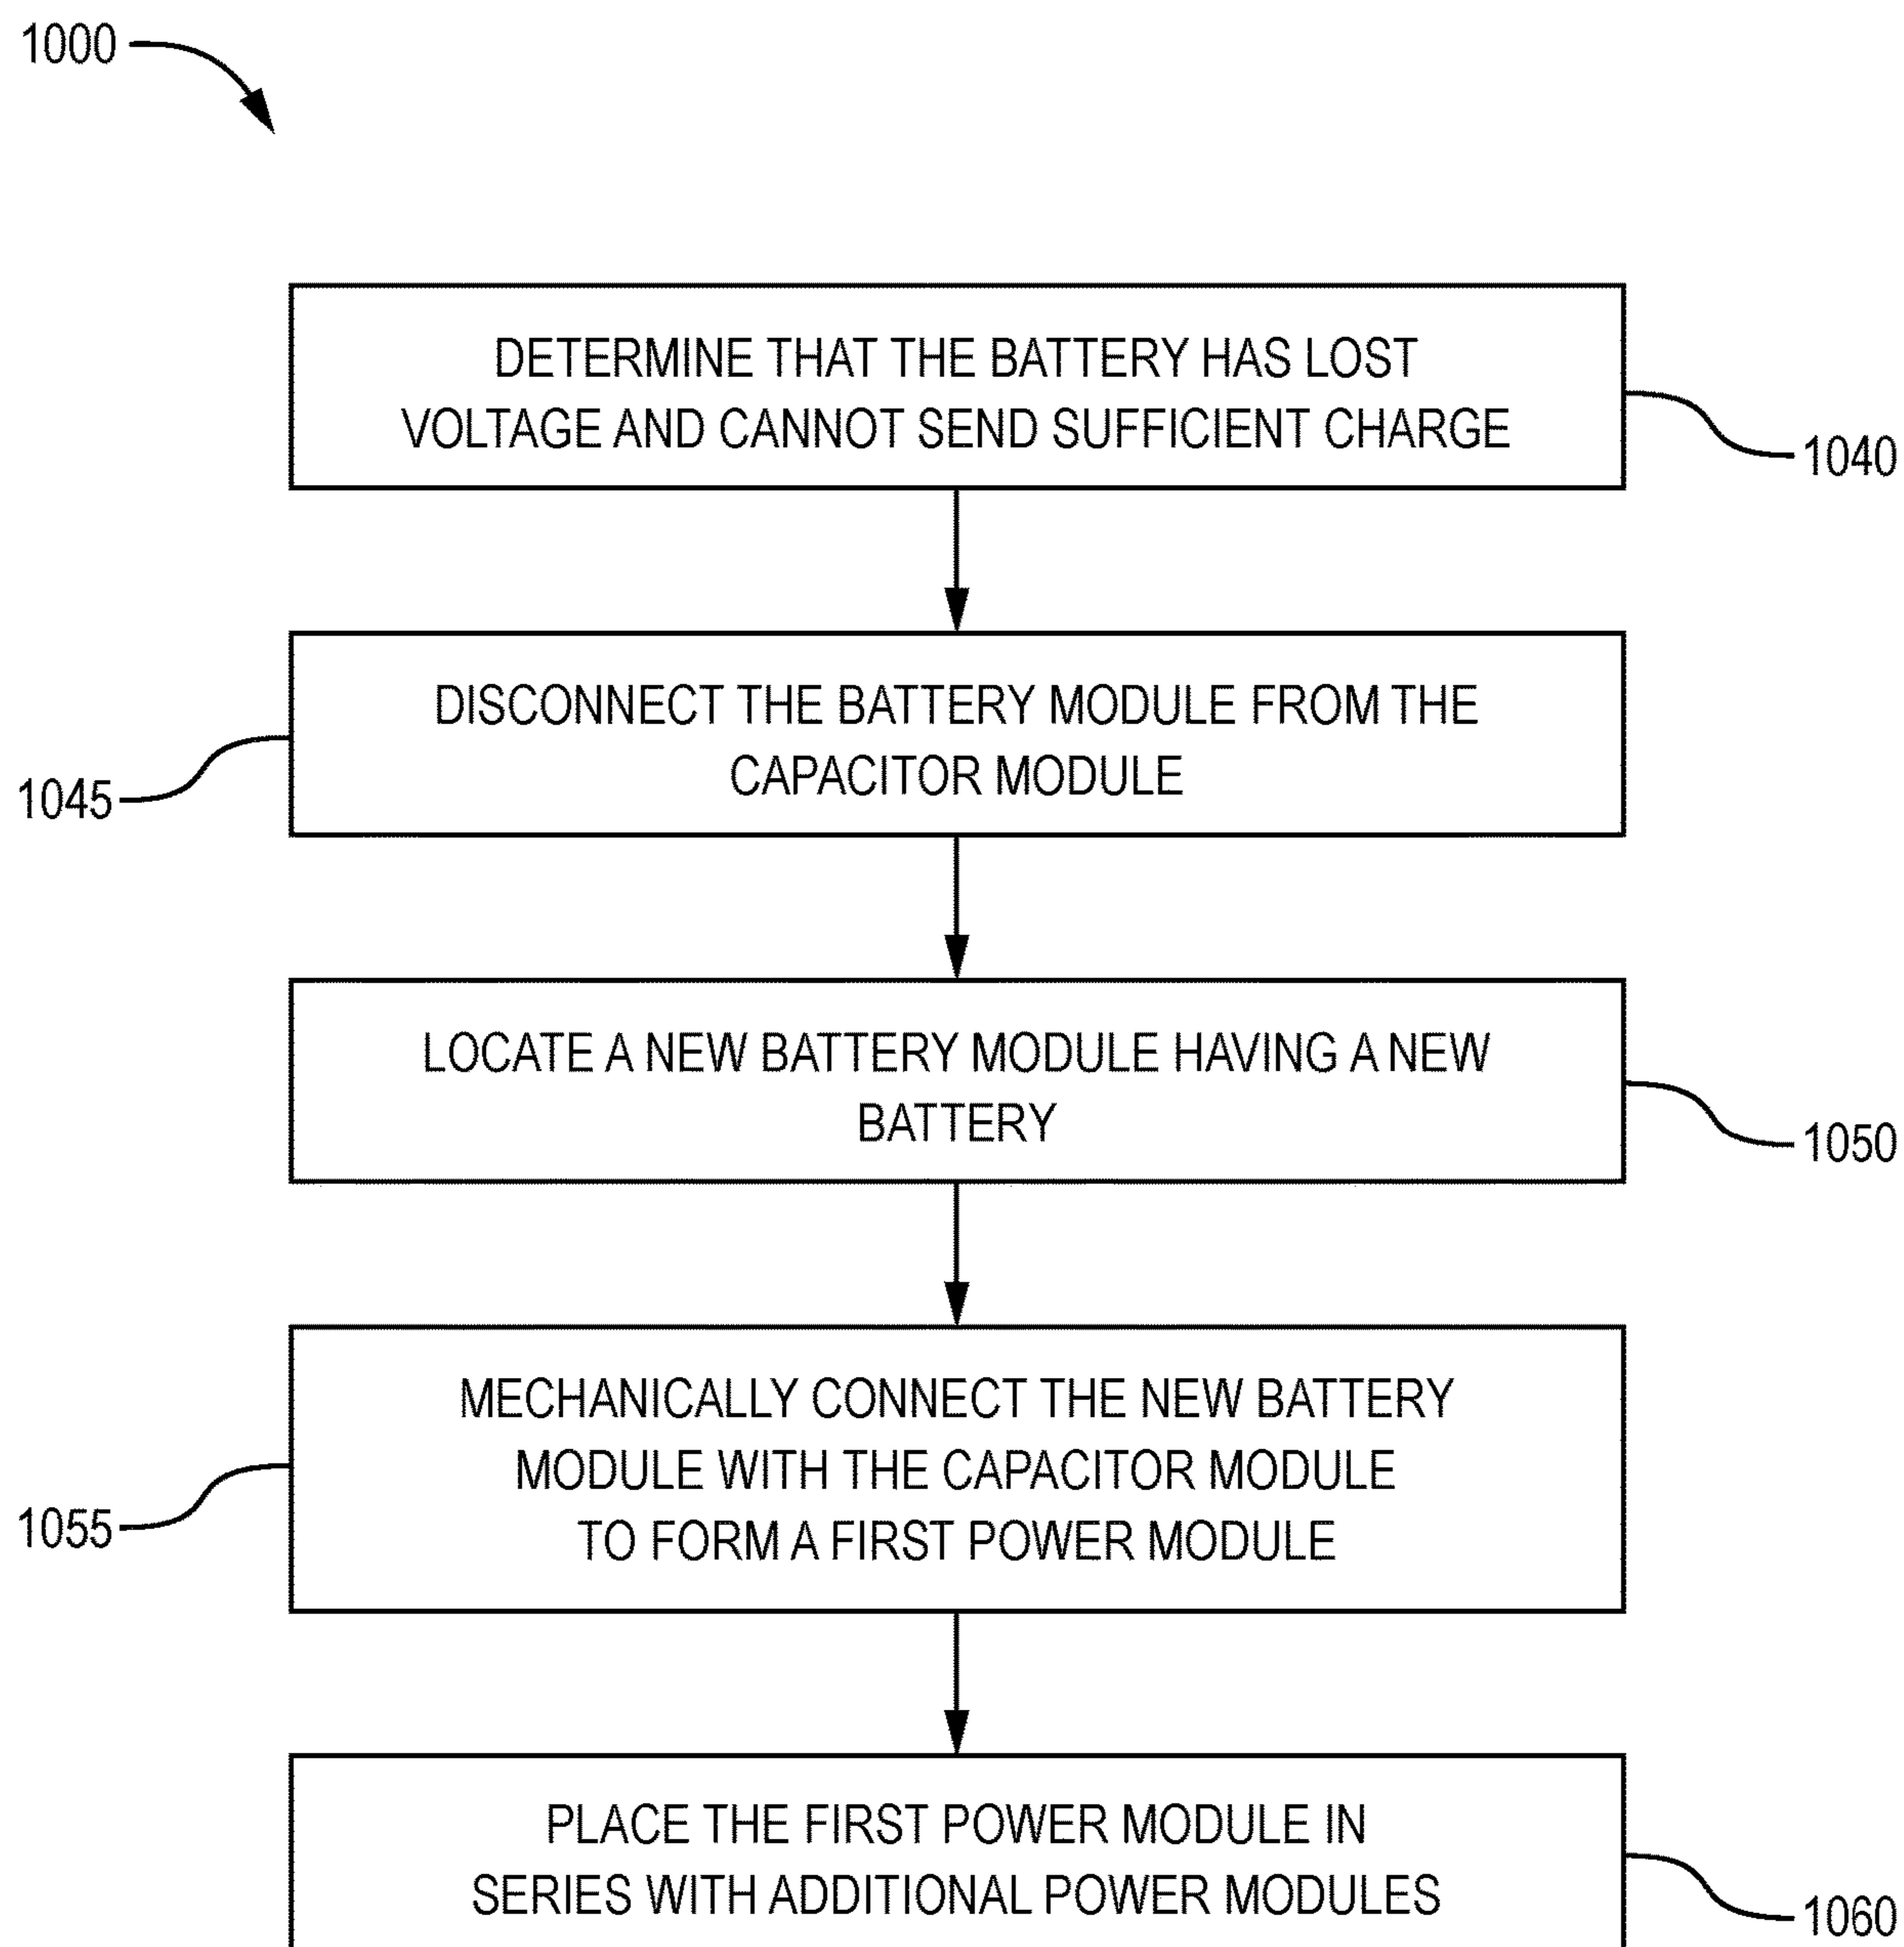 1000
DETERMINE THAT THE BATTERY HAS LOST
VOLTAGE AND CANNOT SEND SUFFICIENT CHARGE
1040
DISCONNECT THE BATTERY MODULE FROM THE
CAPACITOR MODULE
1045
LOCATE A NEW BATTERY MODULE HAVING A NEW
BATTERY
1050
MECHANICALLY CONNECT THE NEW BATTERY
MODULE WITH THE CAPACITOR MODULE
TO FORM A FIRST POWER MODULE
1055
PLACE THE FIRST POWER MODULE IN
SERIES WITH ADDITIONAL POWER MODULES
1060